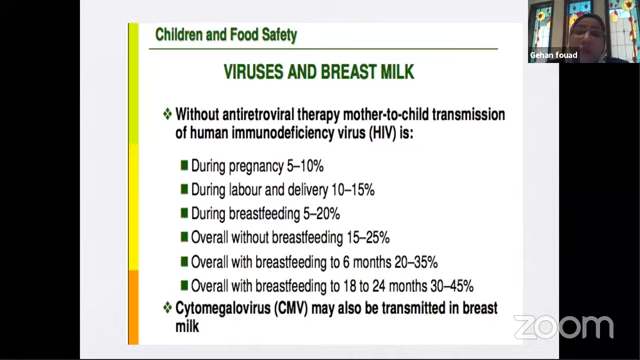 Children and Food Safety
VIRUSES AND BREAST MILK
❖ Without antiretroviral therapy mother-to-child transmission
of human immunodeficiency virus (HIV) is:
■ During pregnancy 5–10%
■ During labour and delivery 10–15%
■ During breastfeeding 5–20%
■ Overall without breastfeeding 15–25%
■ Overall with breastfeeding to 6 months 20–35%
■ Overall with breastfeeding to 18 to 24 months 30–45%
❖ Cytomegalovirus (CMV) may also be transmitted in breast
milk
Gehan fouad
zoom